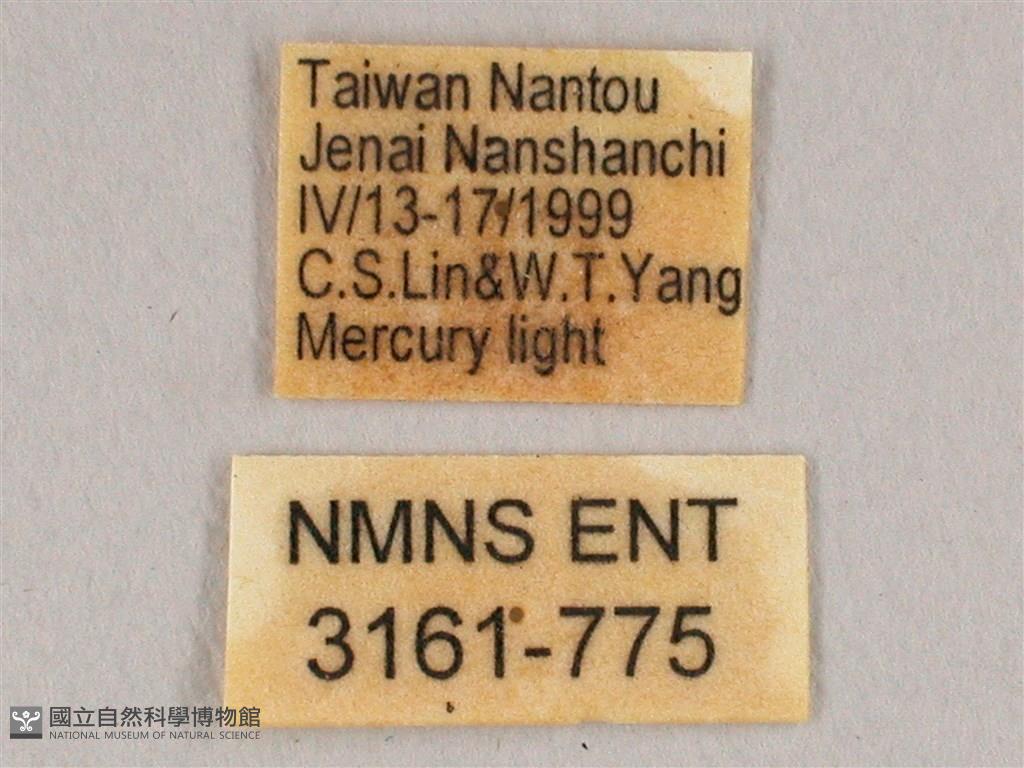 Taiwan Nantou
Jenai Nanshanchi
IV/13-17/1999
C.S.Lin&W.T.Yang
Mercury light
NMNS ENT
3161-775
國立自然科學博物館
NATIONAL MUSEUM OF NATURAL SCIENCE